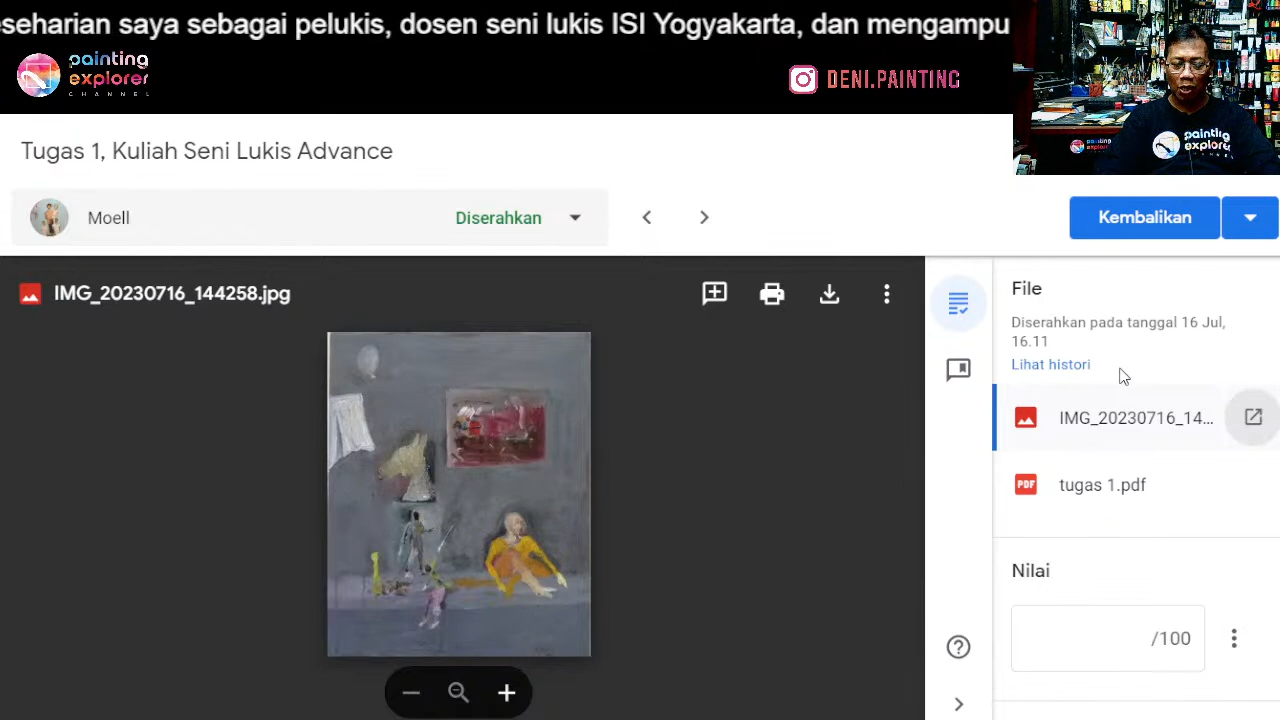 seharian saya sebagai pelukis, dosen seni lukis ISI Yogyakarta, dan mengampu
painting
explorer
CHANNEL
DENI.PAINTING
painting
explorer
Tugas 1, Kuliah Seni Lukis Advance
Moell
Diserahkan
Kembalikan
IMG_20230716_144258.jpg
File
Diserahkan pada tanggal 16 Jul,
16.11
Lihat histori
IMG_20230716_14...
PDF
tugas 1.pdf
Nilai
/100